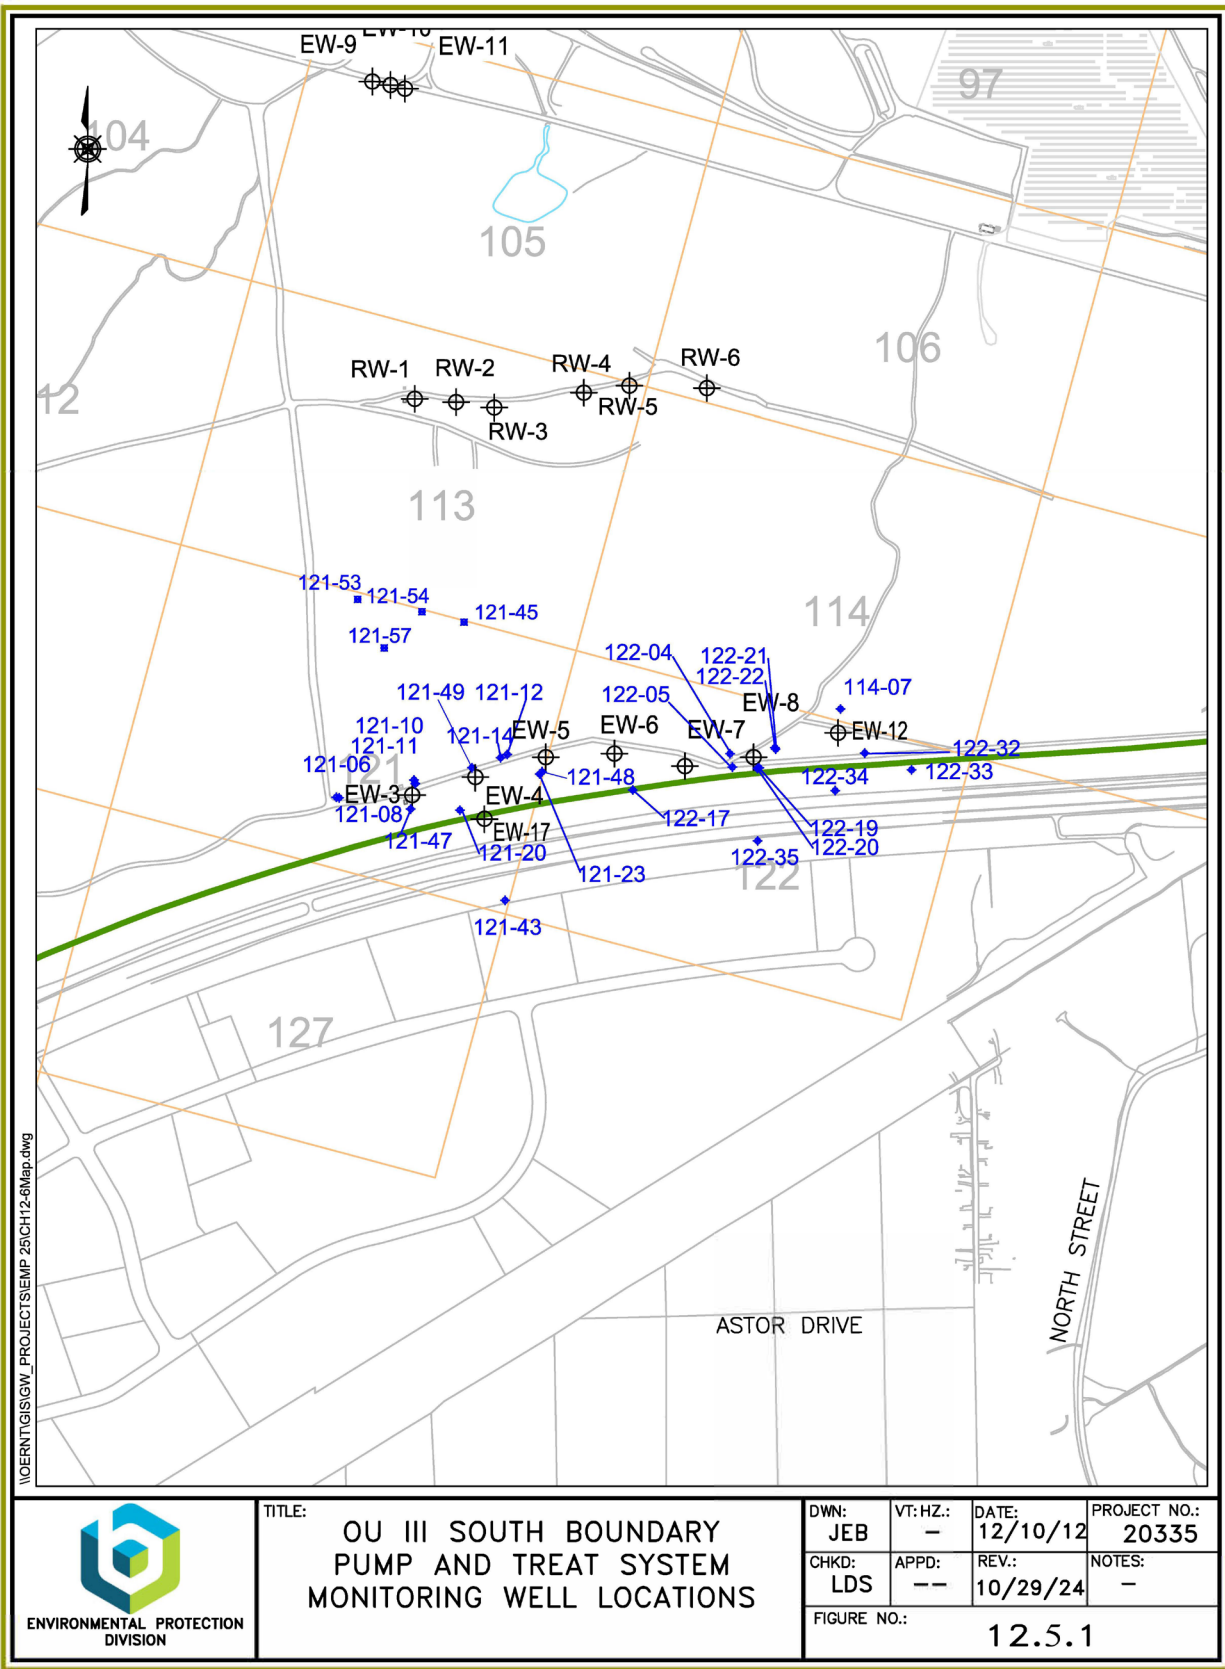 EW-9
EW-10
EW-11
97
104
105
106
12
RW-1
RW-2
RW-4
RW-6
RW-5
RW-3
113
114
121-53
121-54
121-45
121-57
122-04
122-21
122-22
121-49
121-12
122-05
114-07
EW-8
121-10
121-14
EW-5
EW-6
EW-7
EW-12
121-11
122-32
121-06
121
121-48
122-34
122-33
EW-3
EW-4
121-08
122-17
122-19
EW-17
121-47
121-20
122-20
122-35
122
121-23
121-43
127
NORTH STREET
ASTOR DRIVE
\\OERNT\GIS\GW_PROJECTS\EMP 25\CH12-6Map.dwg
ENVIRONMENTAL PROTECTION
DIVISION
TITLE:
OU III SOUTH BOUNDARY
PUMP AND TREAT SYSTEM
MONITORING WELL LOCATIONS
DWN:
JEB
VT:HZ.:
–
DATE:
12/10/12
PROJECT NO.:
20335
CHKD:
LDS
APPD:
--
REV.:
10/29/24
NOTES:
–
FIGURE NO.:
12.5.1